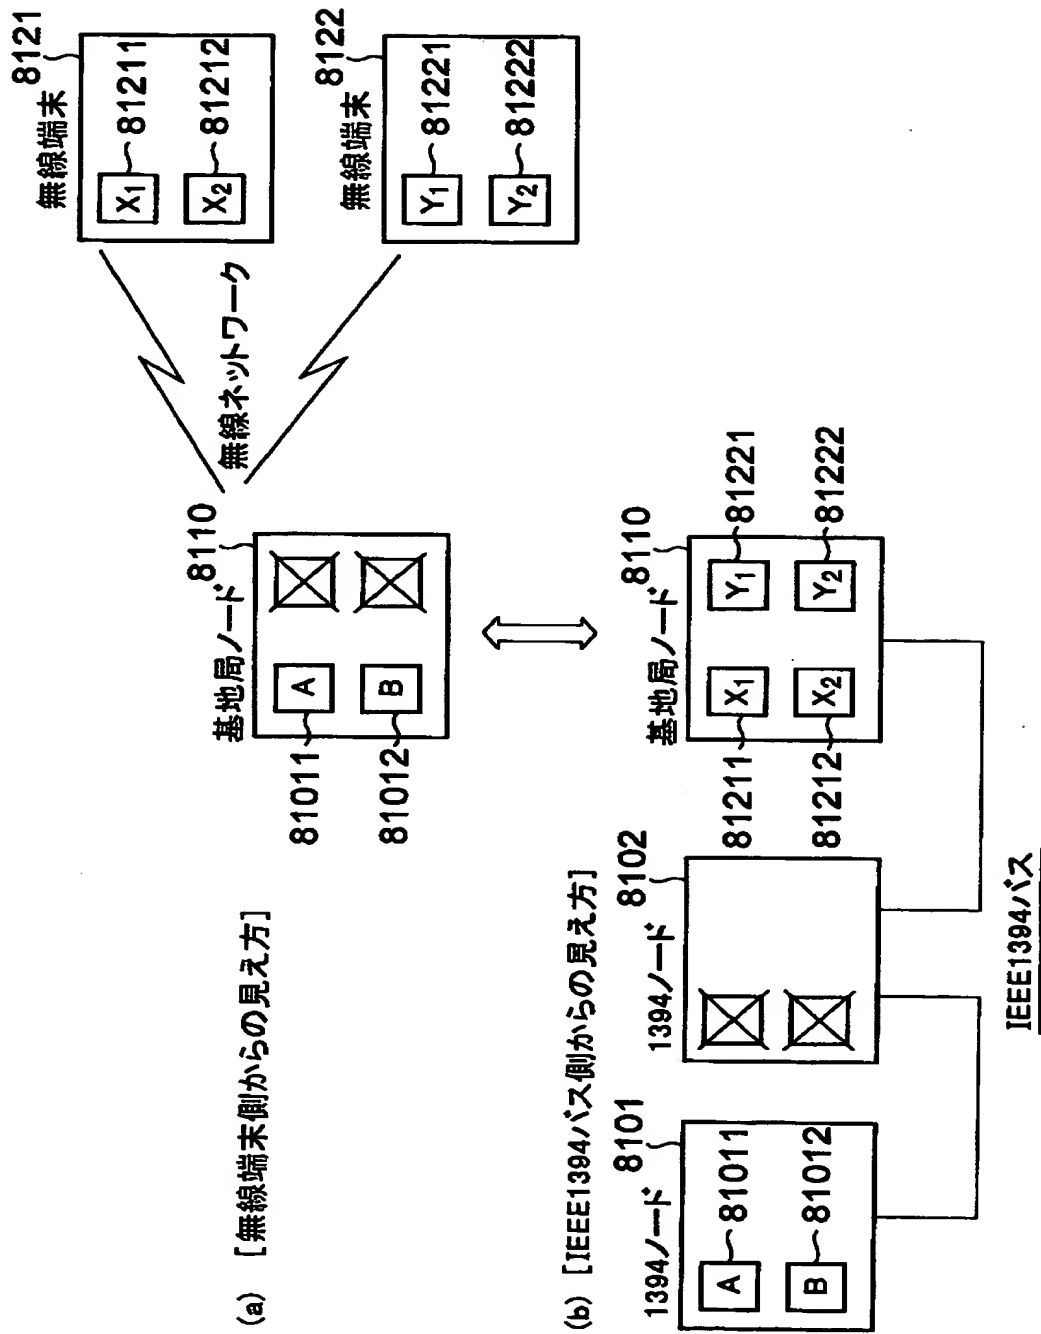 (a) [無線端末側からの見え方]
基地局ノード
8110
A
B
81011
81012
無線ネットワーク
無線端末
8121
X1
81211
X2
81212
無線端末
8122
Y1
81221
Y2
81222
(b) [IEEE1394バス側からの見え方]
1394ノード
8101
A
81011
B
81012
1394ノード
8102
基地局ノード
8110
X1
X2
81211
81212
Y1
81221
Y2
81222
IEEE1394バス